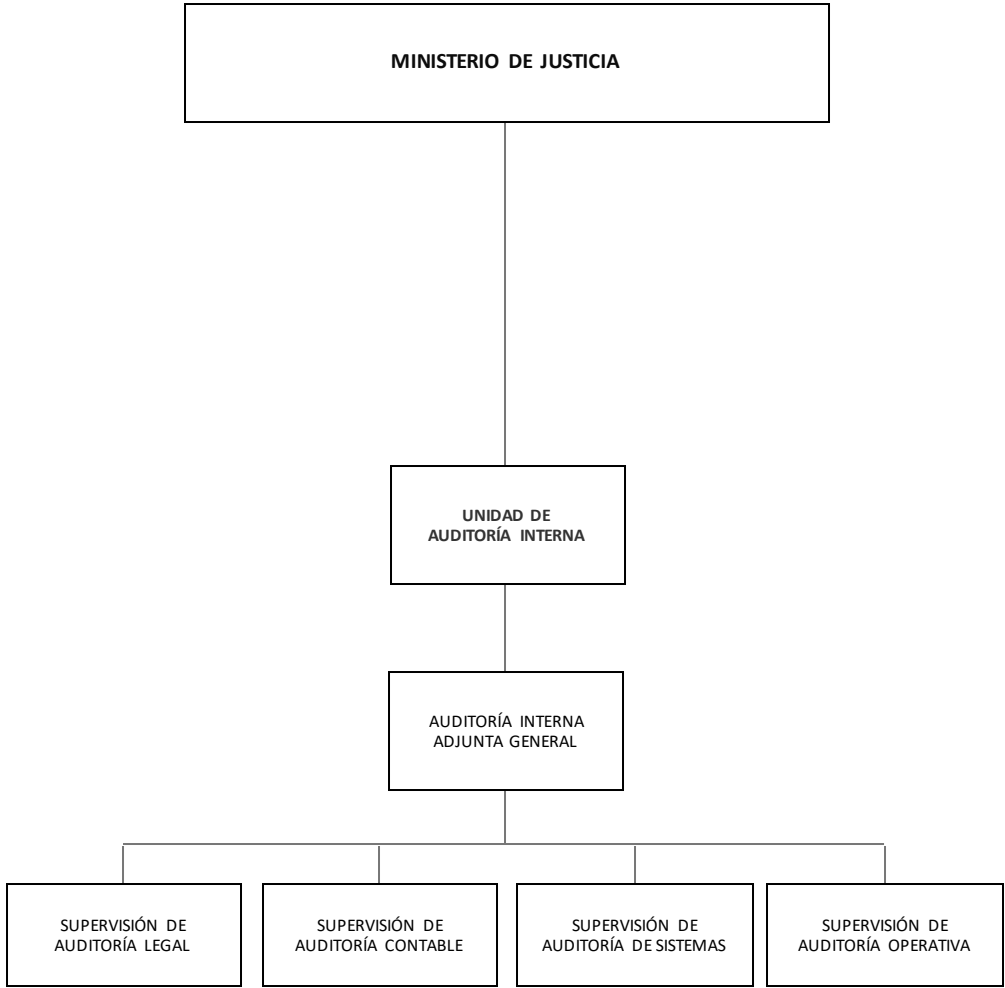 MINISTERIO DE JUSTICIA
UNIDAD DE
AUDITORÍA INTERNA
AUDITORÍA INTERNA
ADJUNTA GENERAL
SUPERVISIÓN DE
AUDITORÍA LEGAL
SUPERVISIÓN DE
AUDITORÍA CONTABLE
SUPERVISIÓN DE
AUDITORÍA DE SISTEMAS
SUPERVISIÓN DE
AUDITORÍA OPERATIVA